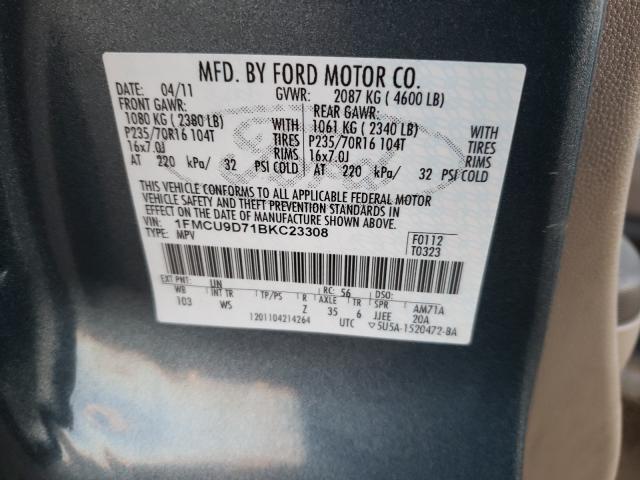 MFD. BY FORD MOTOR CO.
DATE: 04/11 GVWR: 2087 KG ( 4600 LB)
FRONT GAWR: REAR GAWR:
1080 KG ( 2380 LB) WITH 1061 KG ( 2340 LB) WITH
P235/70R16 104T TIRES P235/70R16 104T TIRES
16x7.0J RIMS 16x7.0J RIMS
AT 220 kPa/ 32 PSI COLD AT 220 kPa/ 32 PSI COLD
THIS VEHICLE CONFORMS TO ALL APPLICABLE FEDERAL MOTOR
VEHICLE SAFETY AND THEFT PREVENTION STANDARDS IN
EFFECT ON THE DATE OF MANUFACTURE SHOWN ABOVE.
VIN: 1FMCU9D71BKC23308 F0112
TYPE: MPV T0323
EXT PNT: UN RC: 56 AM71A
WB INT TR TP/PS R AXLE TR SPR 20A
103 WS Z 35 6 JJEE
1201104214264 UTC ▽5U5A-1520472-BA